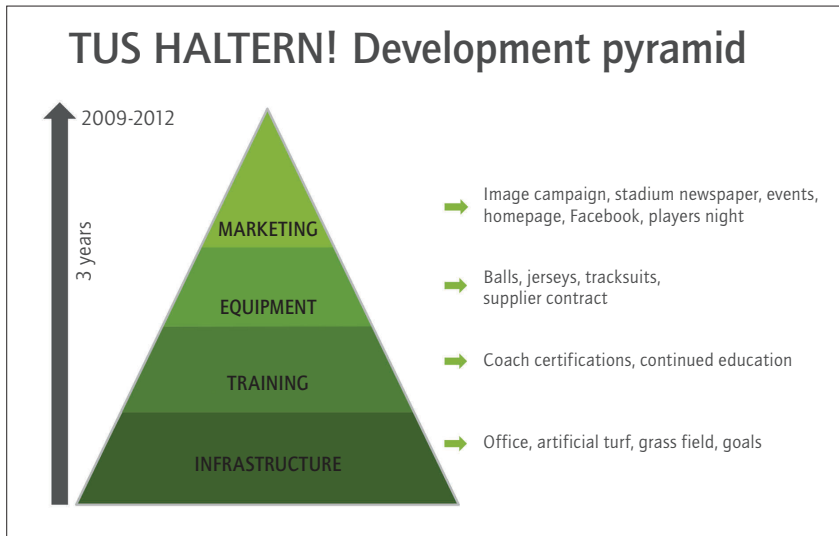 TUS HALTERN! Development pyramid
2009-2012
3 years
MARKETING
Image campaign, stadium newspaper, events,
homepage, Facebook, players night
EQUIPMENT
Balls, jerseys, tracksuits,
supplier contract
TRAINING
Coach certifications, continued education
INFRASTRUCTURE
Office, artificial turf, grass field, goals